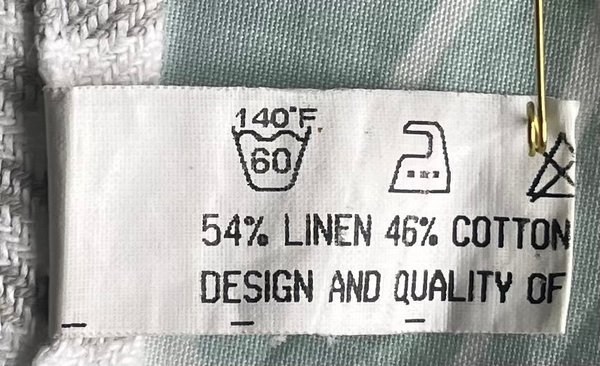 140°F
60
54% LINEN 46% COTTON
DESIGN AND QUALITY OF